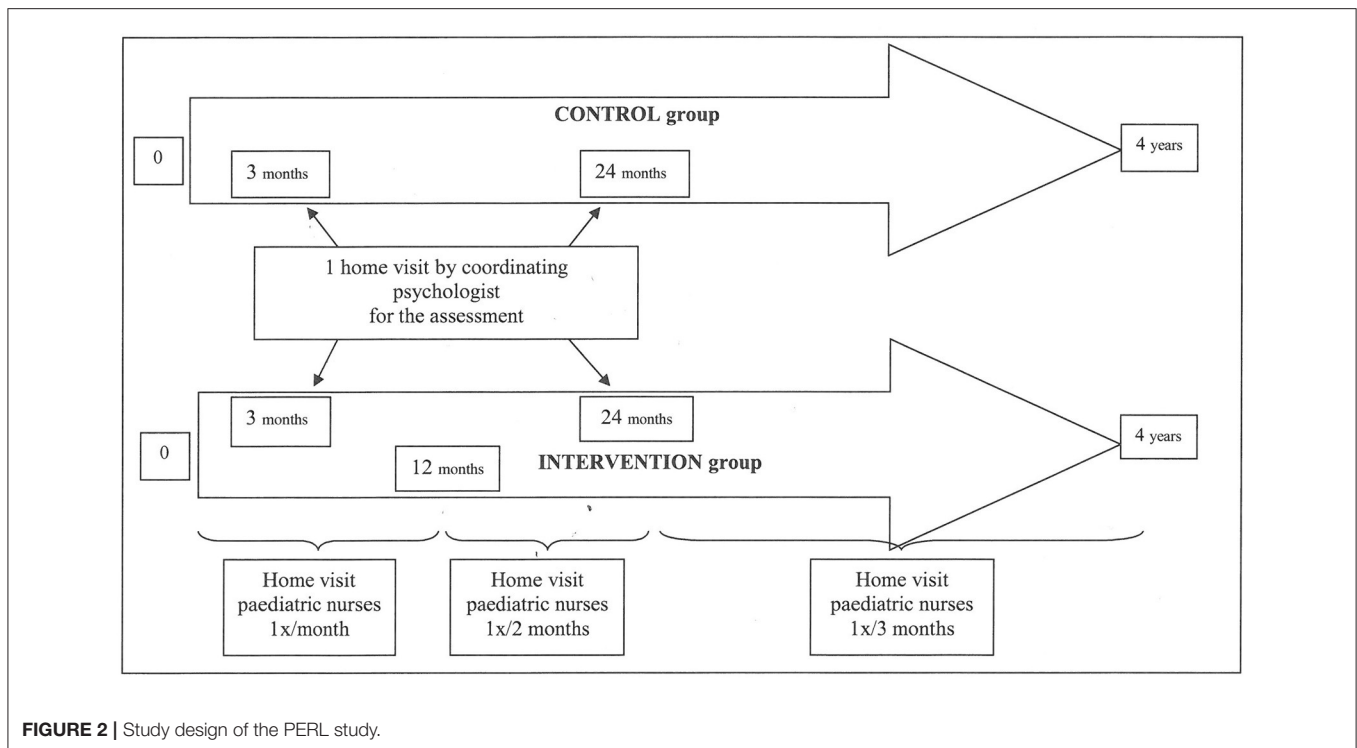 CONTROL group
0
3 months
24 months
4 years
1 home visit by coordinating
psychologist
for the assessment
3 months
24 months
0
12 months
INTERVENTION group
4 years
Home visit
paediatric nurses
1x/month
Home visit
paediatric nurses
1x/2 months
Home visit
paediatric nurses
1x/3 months
FIGURE 2 | Study design of the PERL study.